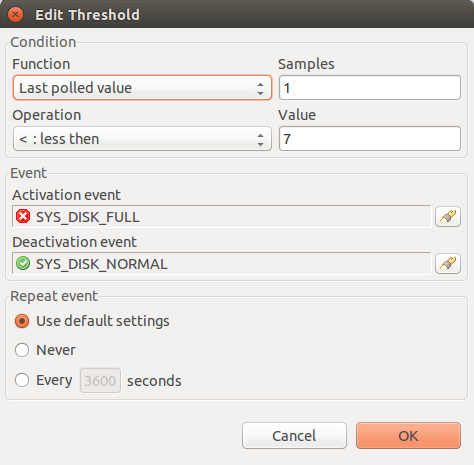 Edit Threshold
Condition
Function
Samples
Last polled value
1
Operation
Value
< : less then
7
Event
Activation event
SYS_DISK_FULL
Deactivation event
SYS_DISK_NORMAL
Repeat event
Use default settings
Never
Every 3600 seconds
Cancel
OK